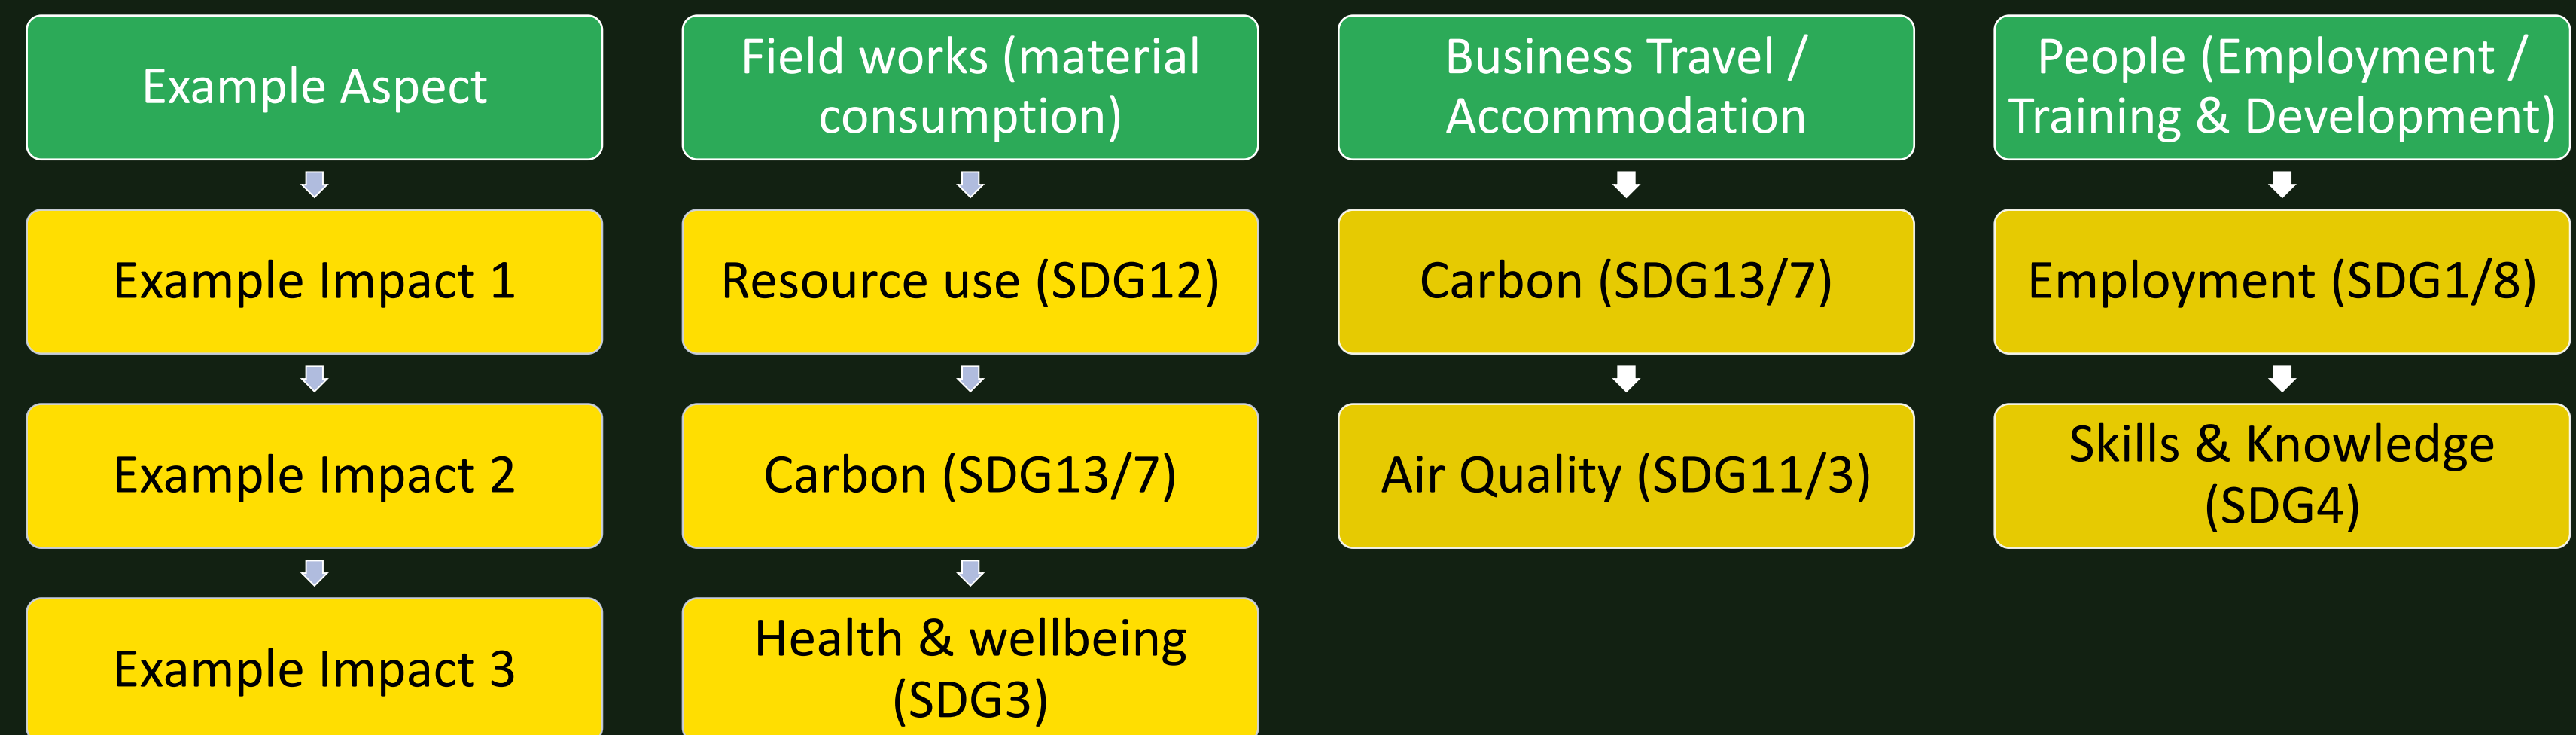 Example Aspect
Example Impact 1
Example Impact 2
Example Impact 3
Field works (material
consumption)
Resource use (SDG12)
Carbon (SDG13/7)
Health & wellbeing
(SDG3)
Business Travel /
Accommodation
Carbon (SDG13/7)
Air Quality (SDG11/3)
People (Employment /
Training & Development)
Employment (SDG1/8)
Skills & Knowledge
(SDG4)